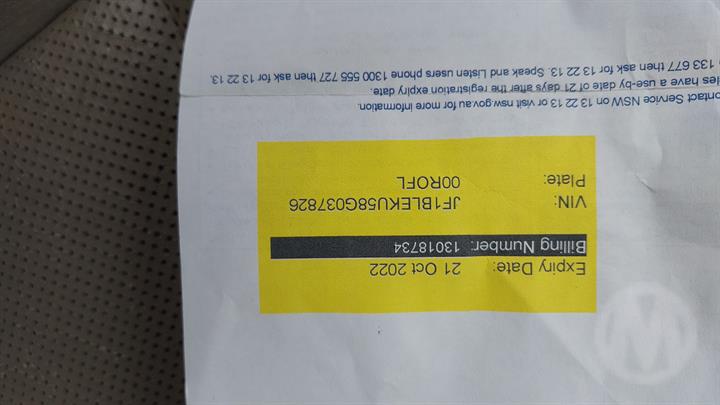 Expiry Date: 21 Oct 2022
Billing Number: 13018734
VIN: JF1BLEKU58G037826
Plate: 00ROFL
ontact Service NSW on 13 22 13 or visit nsw.gov.au for more information.
les have a use-by date of 21 days after the registration expiry date.
133 677 then ask for 13 22 13. Speak and Listen users phone 1300 555 727 then ask for 13 22 13.
M